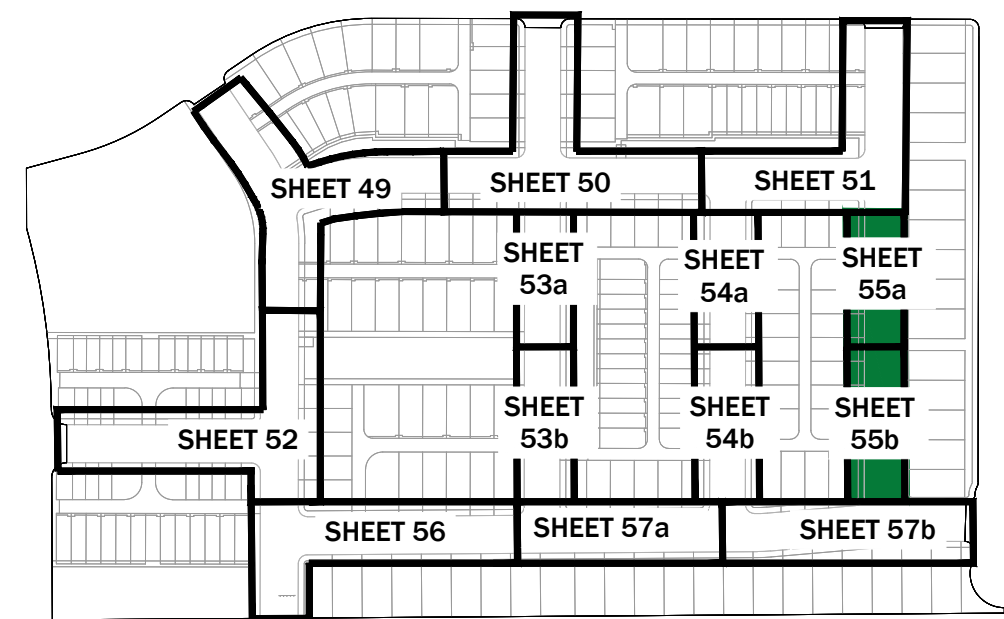 SHEET 49
SHEET 50
SHEET 51
SHEET
53a
SHEET
54a
SHEET
55a
SHEET
53b
SHEET
54b
SHEET
55b
SHEET 52
SHEET 56
SHEET 57a
SHEET 57b